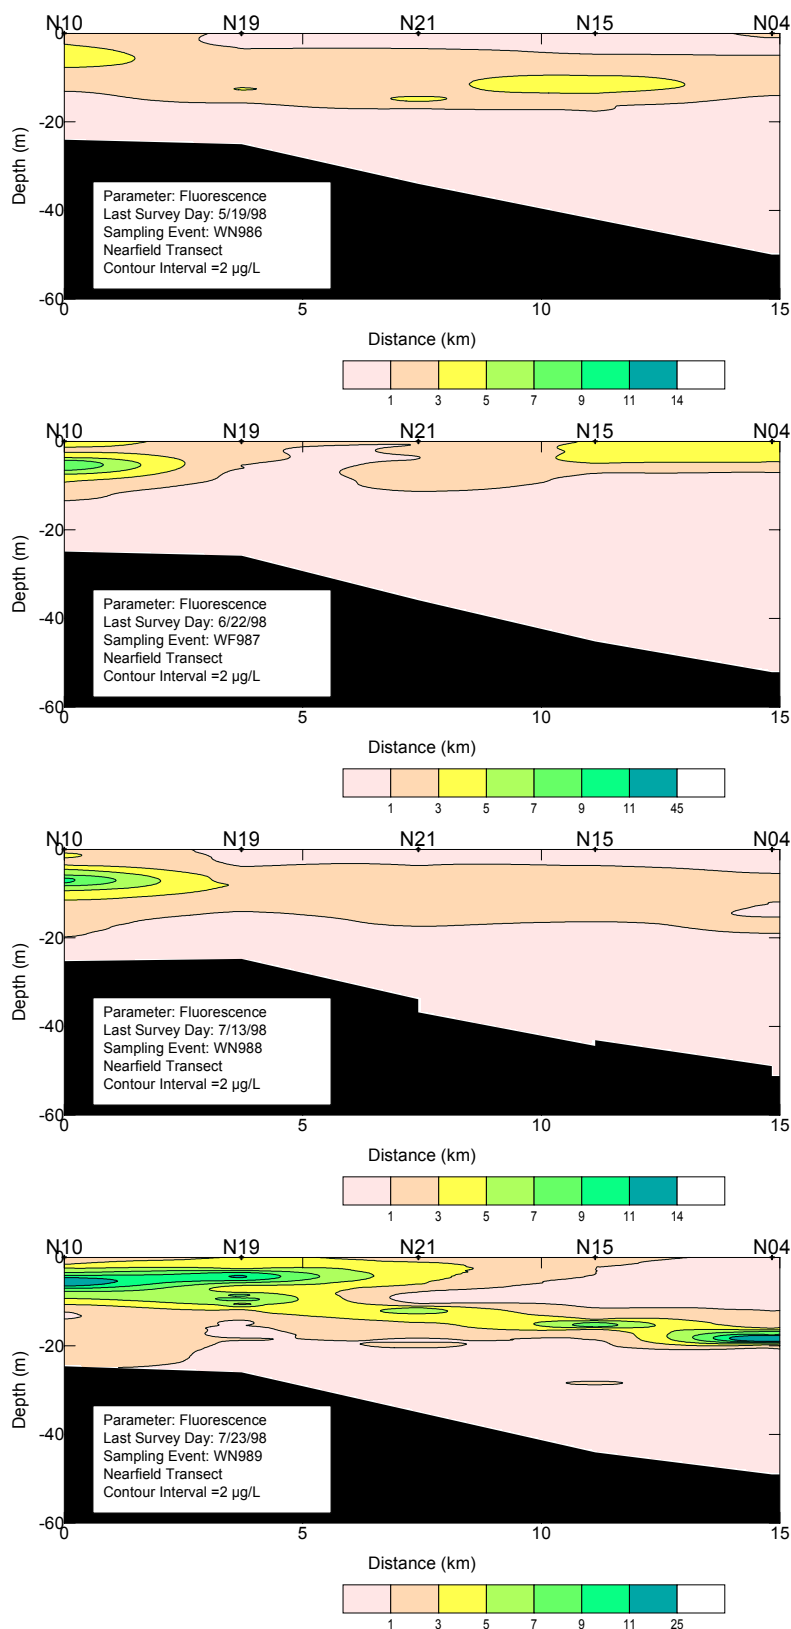 N10 N19 N21 N15 N04
0
-20
-40
-60
Depth (m)
Parameter: Fluorescence
Last Survey Day: 5/19/98
Sampling Event: WN986
Nearfield Transect
Contour Interval =2 µg/L
0 5 10 15
Distance (km)
1 3 5 7 9 11 14
N10 N19 N21 N15 N04
0
-20
-40
-60
Depth (m)
Parameter: Fluorescence
Last Survey Day: 6/22/98
Sampling Event: WF987
Nearfield Transect
Contour Interval =2 µg/L
0 5 10 15
Distance (km)
1 3 5 7 9 11 45
N10 N19 N21 N15 N04
0
-20
-40
-60
Depth (m)
Parameter: Fluorescence
Last Survey Day: 7/13/98
Sampling Event: WN988
Nearfield Transect
Contour Interval =2 µg/L
0 5 10 15
Distance (km)
1 3 5 7 9 11 14
N10 N19 N21 N15 N04
0
-20
-40
-60
Depth (m)
Parameter: Fluorescence
Last Survey Day: 7/23/98
Sampling Event: WN989
Nearfield Transect
Contour Interval =2 µg/L
0 5 10 15
Distance (km)
1 3 5 7 9 11 25